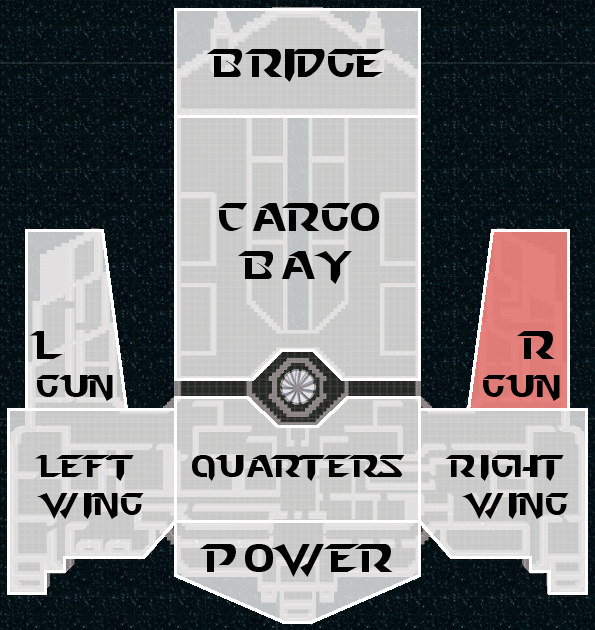 BRIDGE
CARGO
BAY
L
GUN
R
GUN
LEFT
WING
QUARTERS
RIGHT
WING
POWER